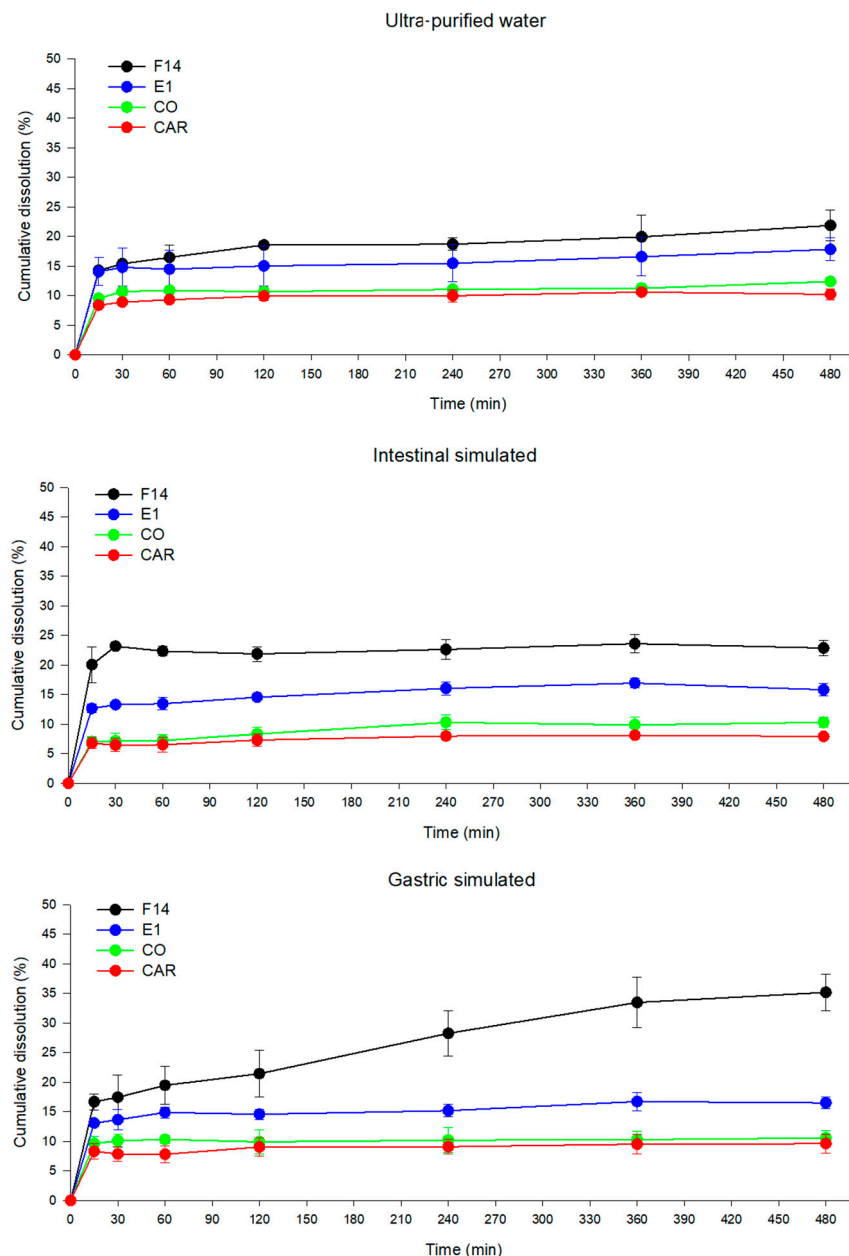 Ultra-purified water
Cumulative dissolution (%)
50
45
40
35
30
25
20
15
10
5
0
F14
E1
CO
CAR
0 30 60 90 120 150 180 210 240 270 300 330 360 390 420 450 480
Time (min)
Intestinal simulated
Cumulative dissolution (%)
50
45
40
35
30
25
20
15
10
5
0
F14
E1
CO
CAR
0 30 60 90 120 150 180 210 240 270 300 330 360 390 420 450 480
Time (min)
Gastric simulated
Cumulative dissolution (%)
50
45
40
35
30
25
20
15
10
5
0
F14
E1
CO
CAR
0 30 60 90 120 150 180 210 240 270 300 330 360 390 420 450 480
Time (min)